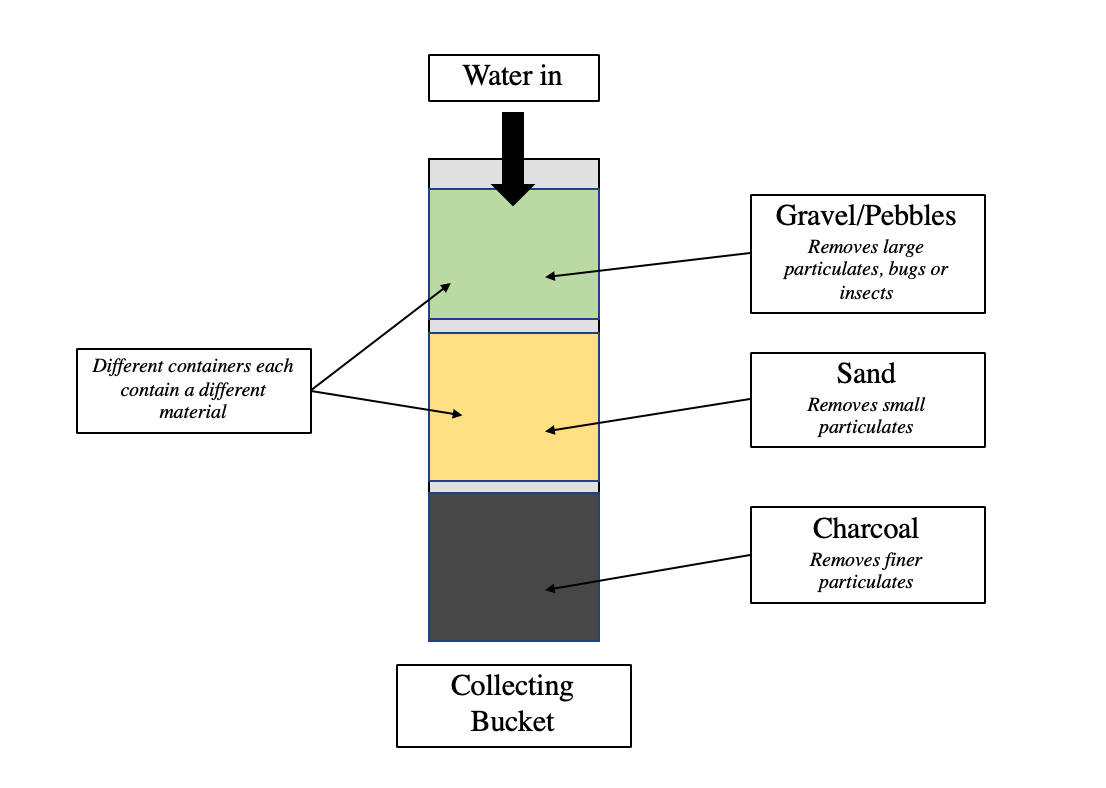 Water in
Gravel/Pebbles
Removes large
particulates, bugs or
insects
Different containers each
contain a different
material
Sand
Removes small
particulates
Charcoal
Removes finer
particulates
Collecting
Bucket